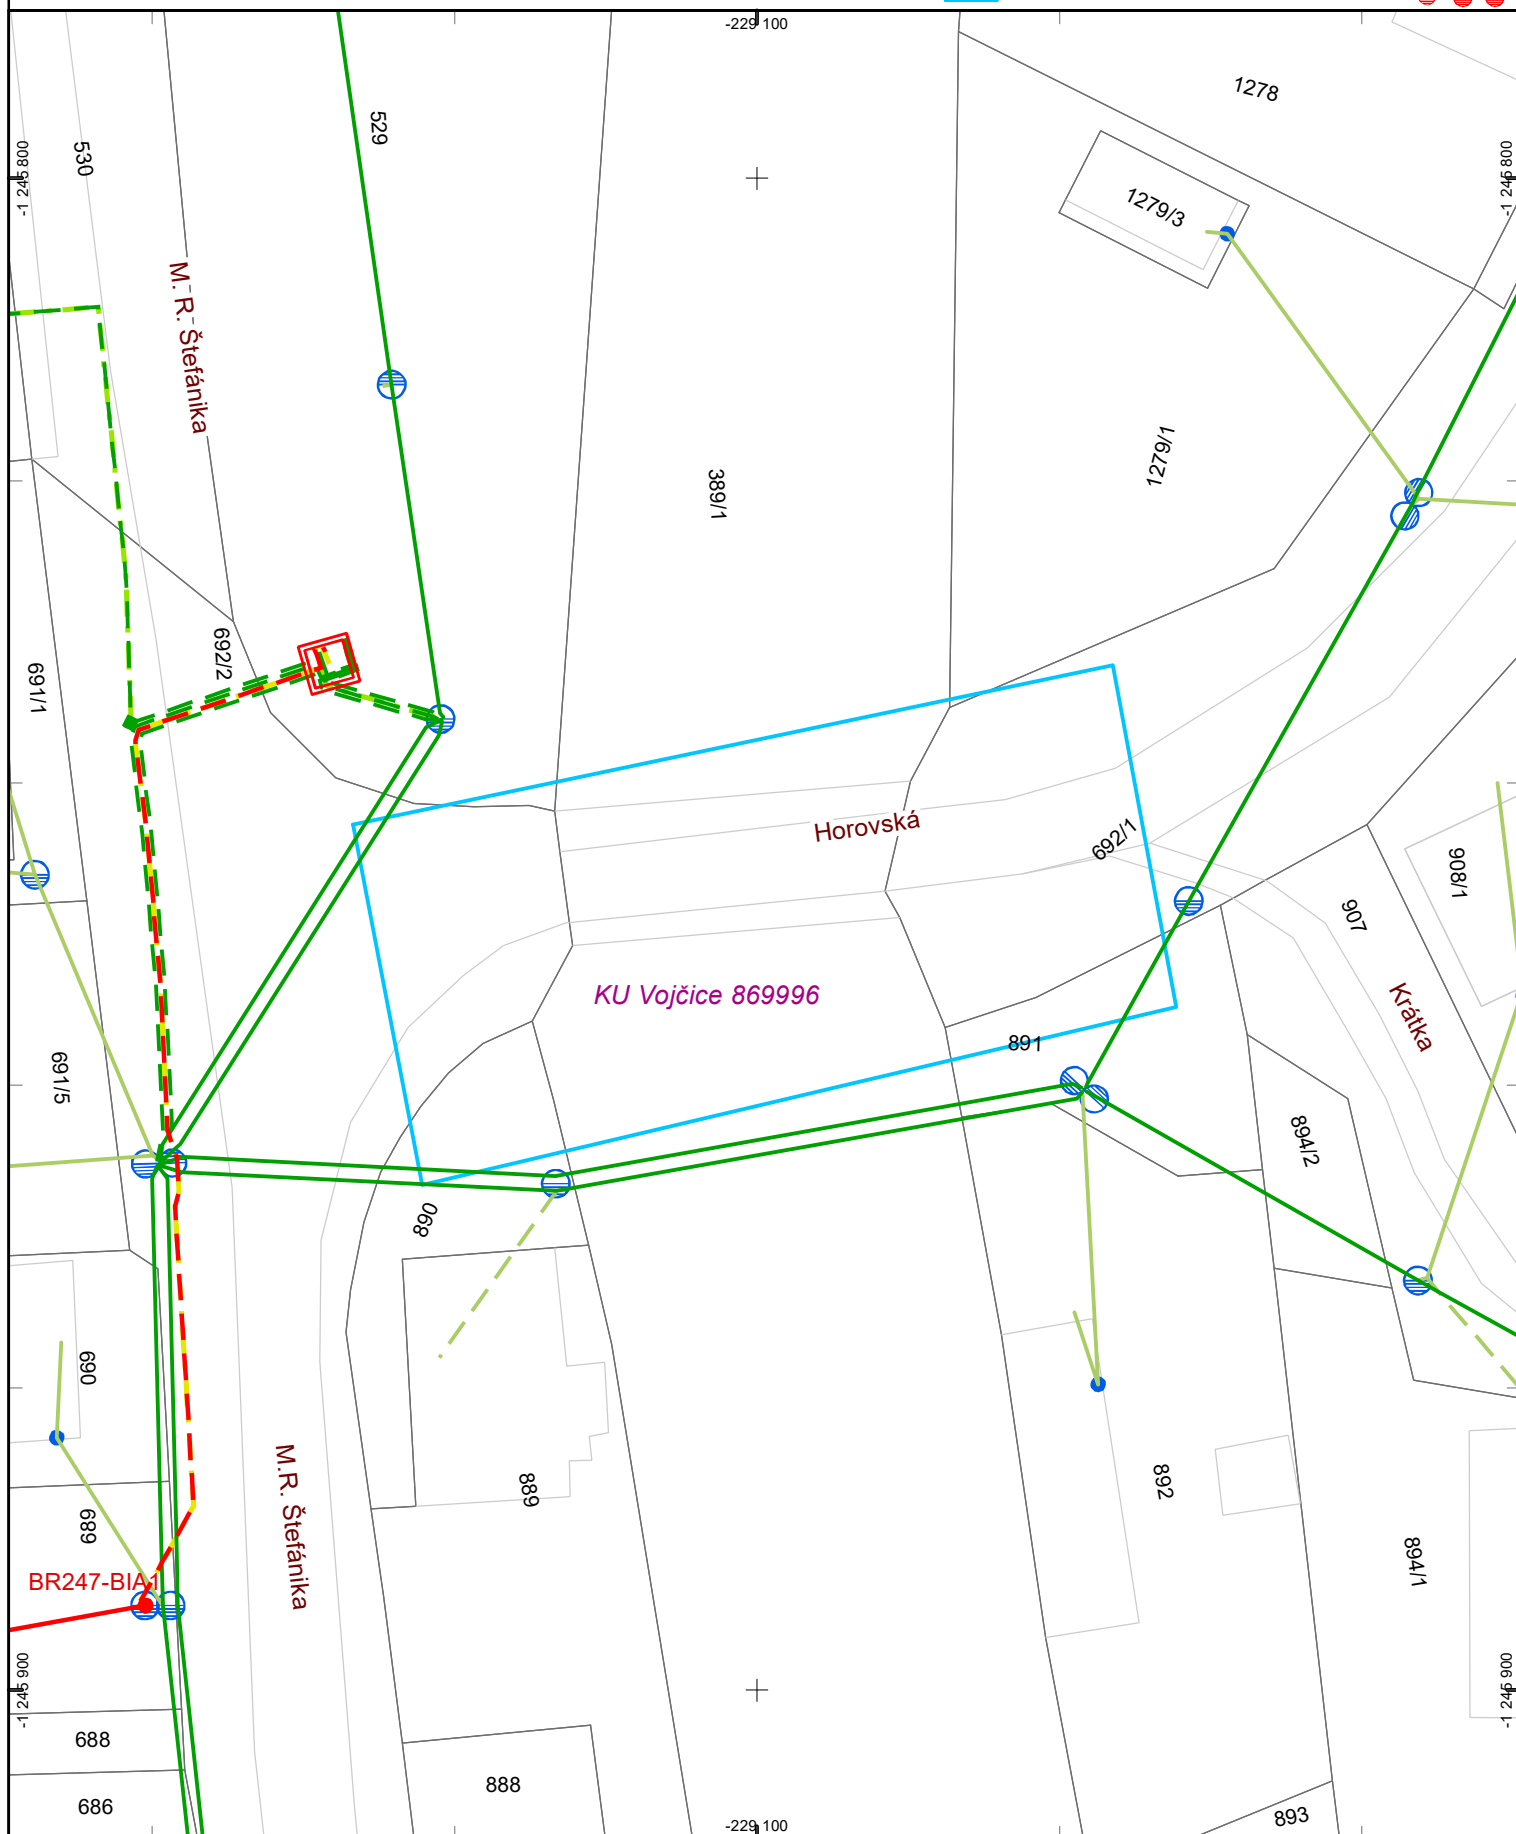 -229 100
1278
529
530
-1 245 800
-1 245 800
1279/3
M. R. Štefánika
1279/1
389/1
692/2
691/1
Horovská
692/1
908/1
907
KU Vojčice 869996
Krátka
891
691/5
894/2
890
690
889
892
M.R. Štefánika
689
894/1
BR247-BIA1
-1 245 900
-1 245 900
688
888
686
893
-229 100